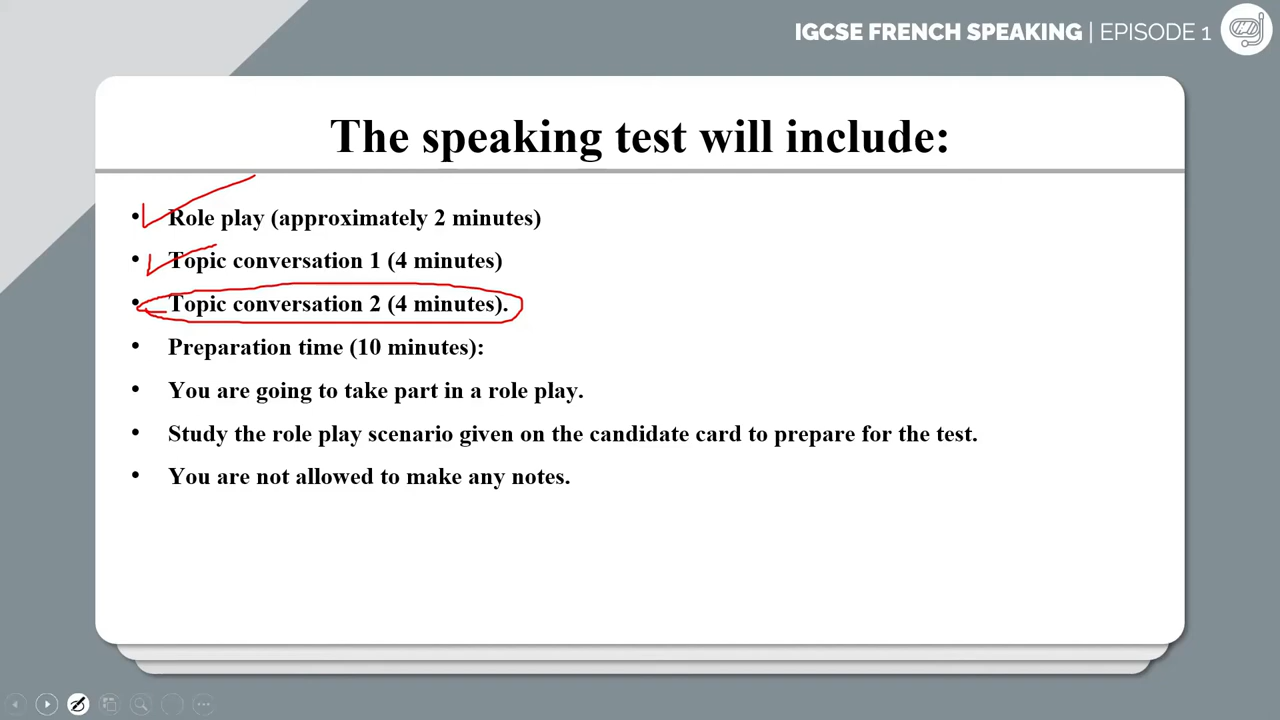 IGCSE FRENCH SPEAKING | EPISODE 1
The speaking test will include:
• Role play (approximately 2 minutes)
• Topic conversation 1 (4 minutes)
• Topic conversation 2 (4 minutes).
• Preparation time (10 minutes):
• You are going to take part in a role play.
• Study the role play scenario given on the candidate card to prepare for the test.
• You are not allowed to make any notes.